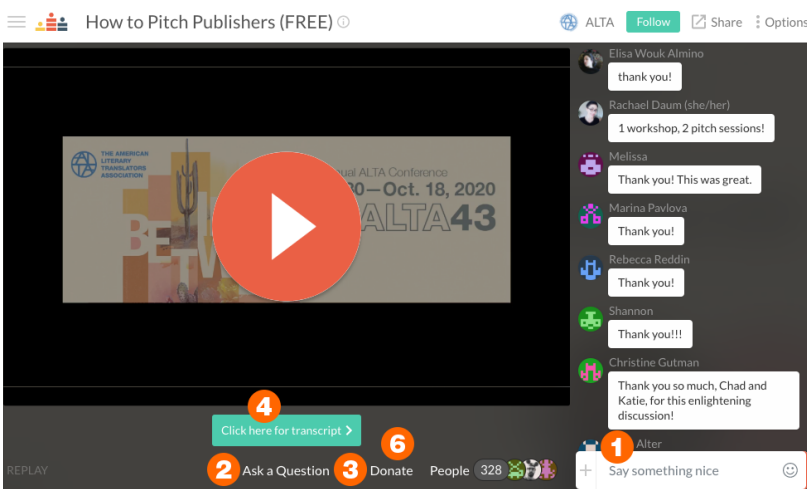 How to Pitch Publishers (FREE)
ALTA
Follow
Share
Options
THE AMERICAN
LITERARY
TRANSLATORS
ASSOCIATION
ual ALTA Conference
0—Oct. 18, 2020
ALTA43
BE
TW
Elisa Wouk Almino
thank you!
Rachael Daum (she/her)
1 workshop, 2 pitch sessions!
Melissa
Thank you! This was great.
Marina Pavlova
Thank you!
Rebecca Reddin
Thank you!
Shannon
Thank you!!!
Christine Gutman
Thank you so much, Chad and
Katie, for this enlightening
discussion!
Alter
4
Click here for transcript
6
1
REPLAY
2 Ask a Question 3 Donate People 328
+ Say something nice